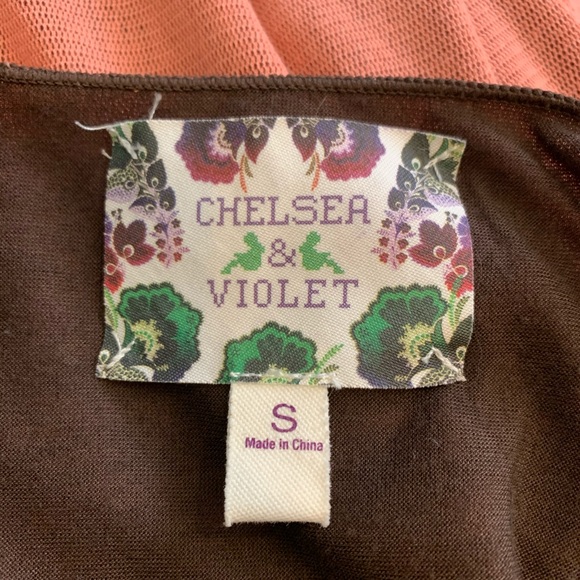 CHELSEA
&
VIOLET
S
Made in China